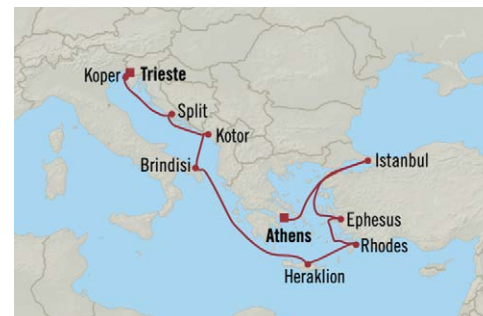 Koper
Trieste
Split
Kotor
Brindisi
Istanbul
Ephesus
Athens
Rhodes
Heraklion